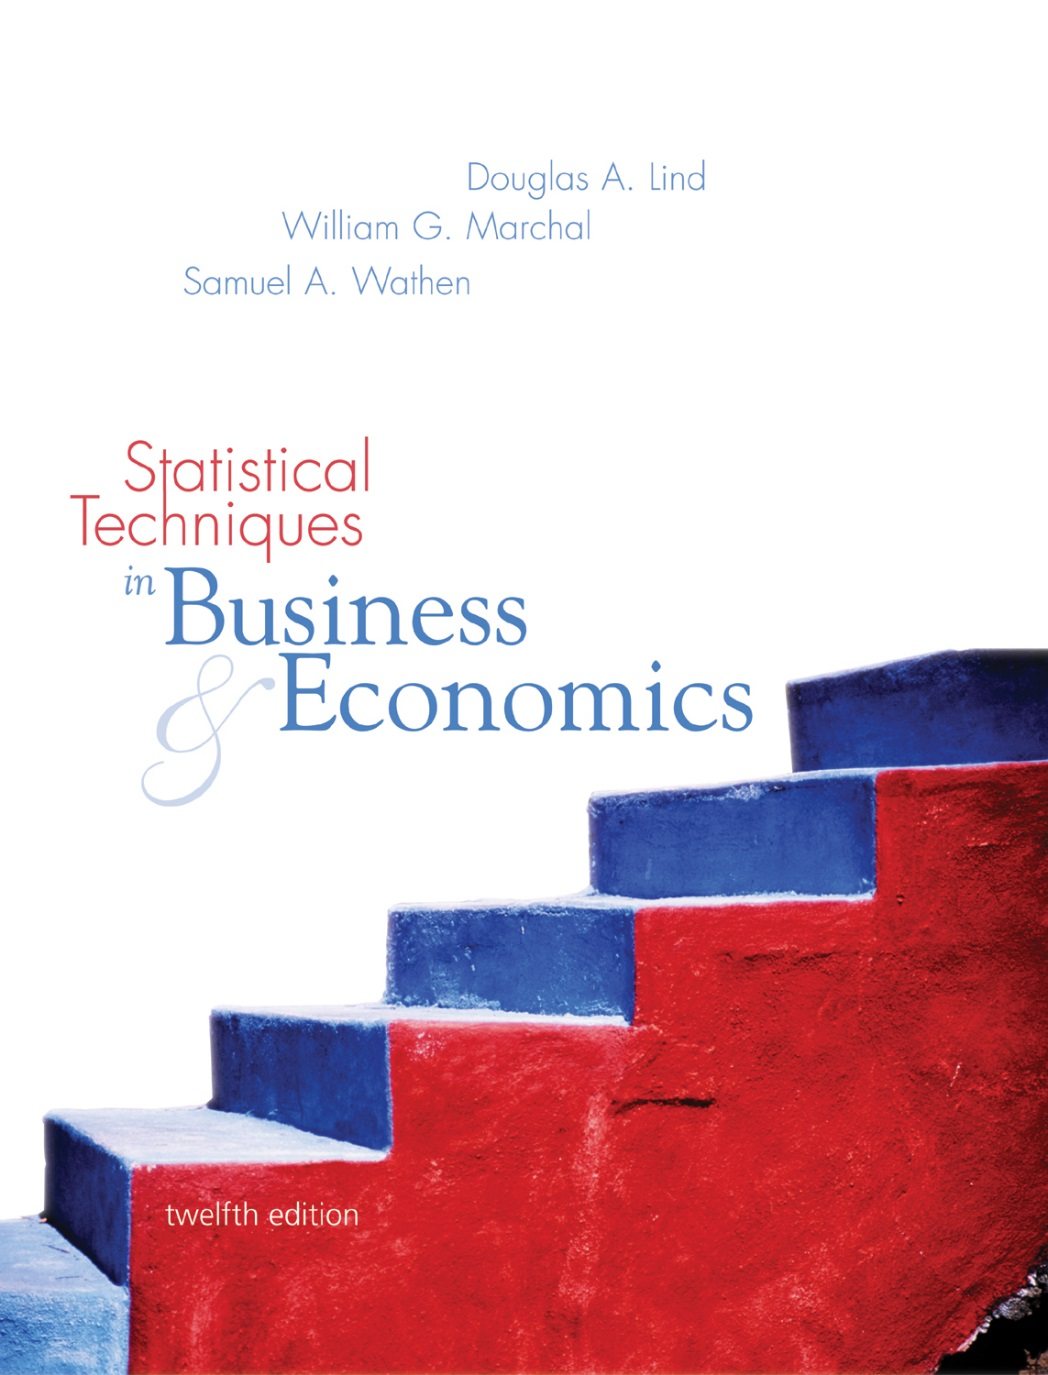 Douglas A. Lind
William G. Marchal
Samuel A. Wathen
Statistical
Techniques
in Business
& Economics
twelfth edition